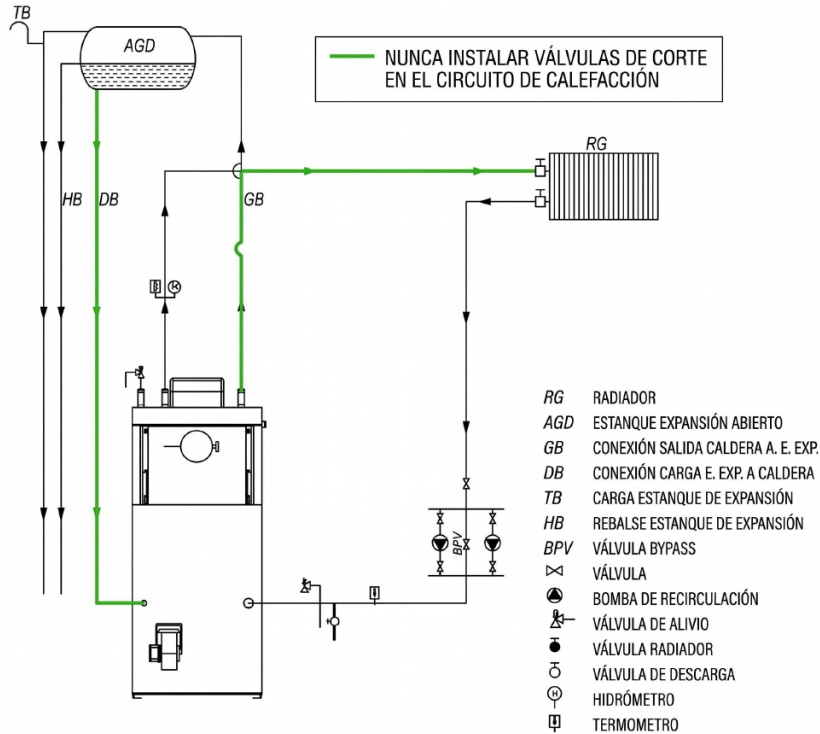 TB
AGD
NUNCA INSTALAR VÁLVULAS DE CORTE
EN EL CIRCUITO DE CALEFACCIÓN
RG
HB
DB
GB
BPV
RG RADIADOR
AGD ESTANQUE EXPANSIÓN ABIERTO
GB CONEXIÓN SALIDA CALDERA A. E. EXP.
DB CONEXIÓN CARGA E. EXP. A CALDERA
TB CARGA ESTANQUE DE EXPANSIÓN
HB REBALSE ESTANQUE DE EXPANSIÓN
BPV VÁLVULA BYPASS
VÁLVULA
BOMBA DE RECIRCULACIÓN
VÁLVULA DE ALIVIO
VÁLVULA RADIADOR
VÁLVULA DE DESCARGA
H HIDRÓMETRO
TERMOMETRO